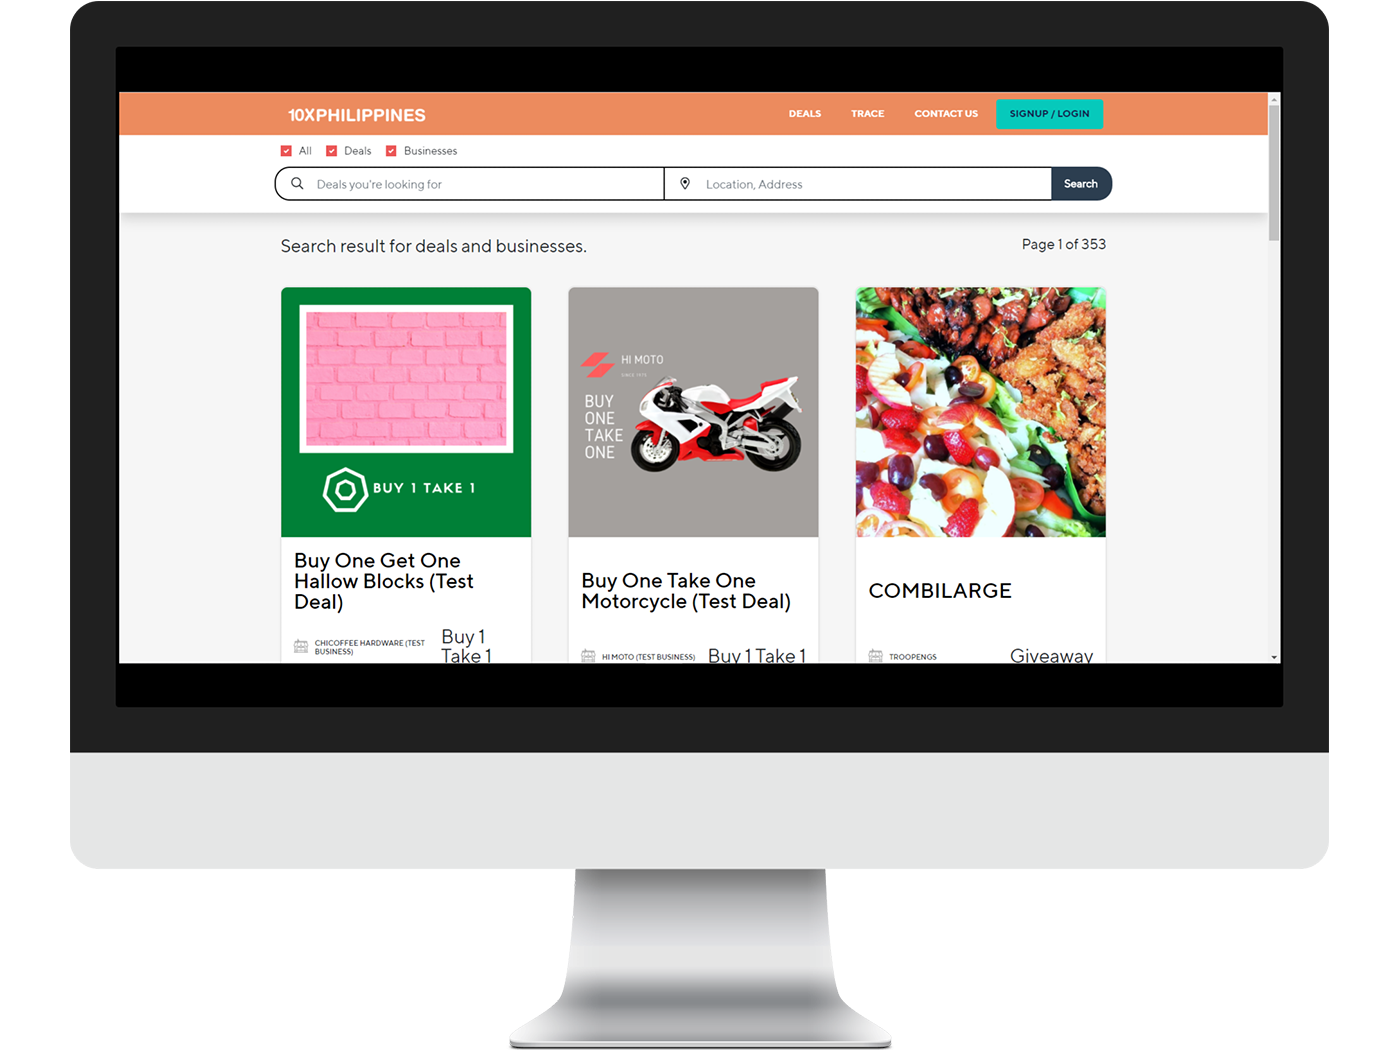 10XPHILIPPINES
DEALS TRACE CONTACT US SIGNUP / LOGIN
All Deals Businesses
Deals you're looking for Location, Address Search
Search result for deals and businesses. Page 1 of 353
BUY 1 TAKE 1
HI MOTO
SINCE 1975
BUY
ONE
TAKE
ONE
Buy One Get One
Hallow Blocks (Test
Deal)
CHICOFFEE HARDWARE (TEST
BUSINESS)
Buy 1
Take 1
Buy One Take One
Motorcycle (Test Deal)
HI MOTO (TEST BUSINESS) Buy 1 Take 1
COMBILARGE
TROOPENGS Giveaway